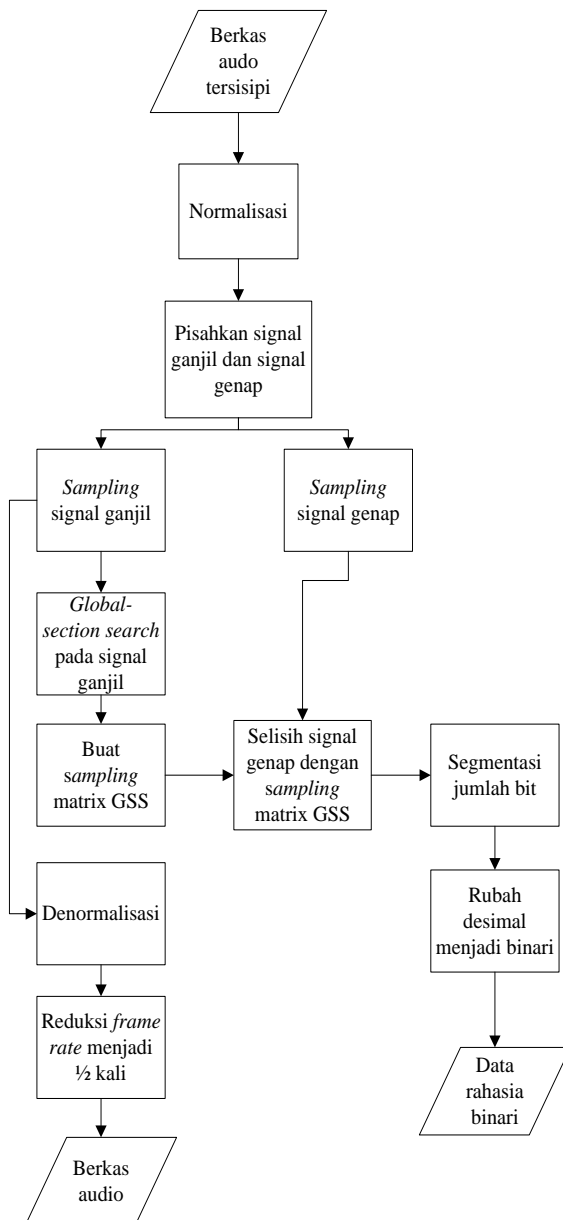 Berkas
audo
tersisipi
Normalisasi
Pisahkan signal
ganjil dan signal
genap
Sampling
signal ganjil
Sampling
signal genap
Global-
section search
pada signal
ganjil
Buat
sampling
matrix GSS
Selisih signal
genap dengan
sampling
matrix GSS
Segmentasi
jumlah bit
Denormalisasi
Rubah
desimal
menjadi binari
Reduksi frame
rate menjadi
½ kali
Data
rahasia
binari
Berkas
audio